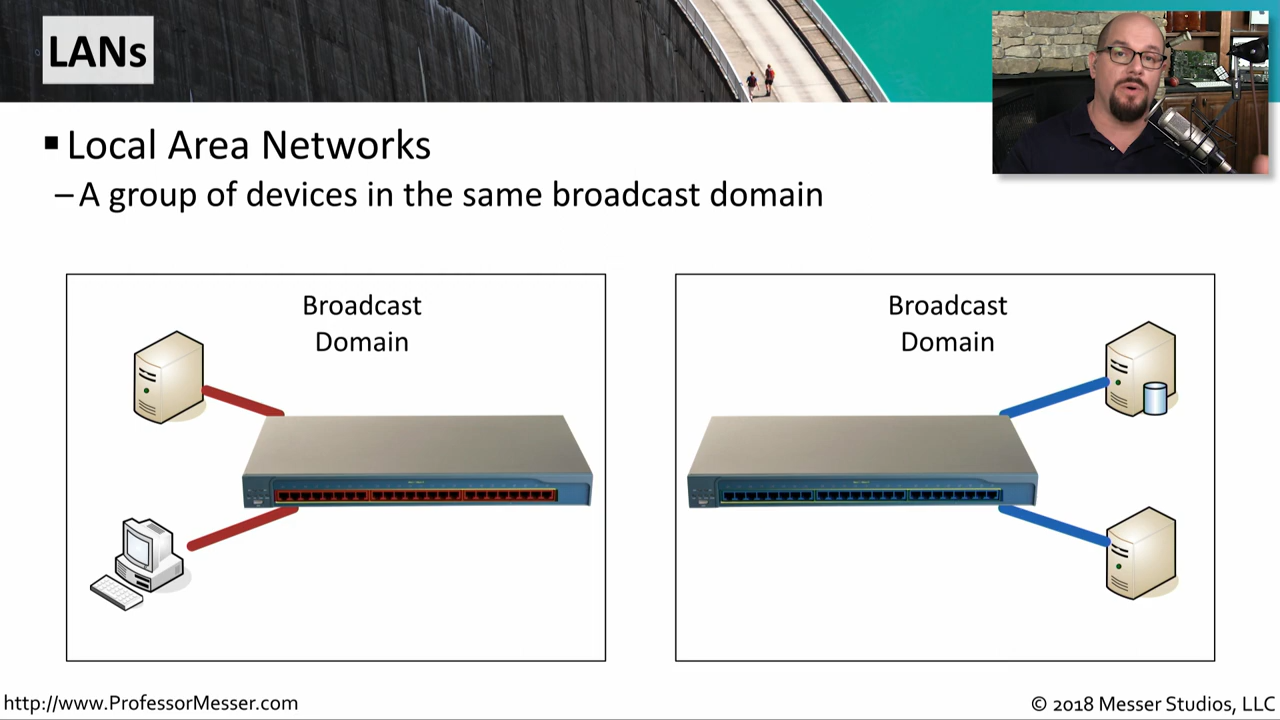 LANs
▪ Local Area Networks
– A group of devices in the same broadcast domain
Broadcast
Domain
Broadcast
Domain
http://www.ProfessorMesser.com
© 2018 Messer Studios, LLC